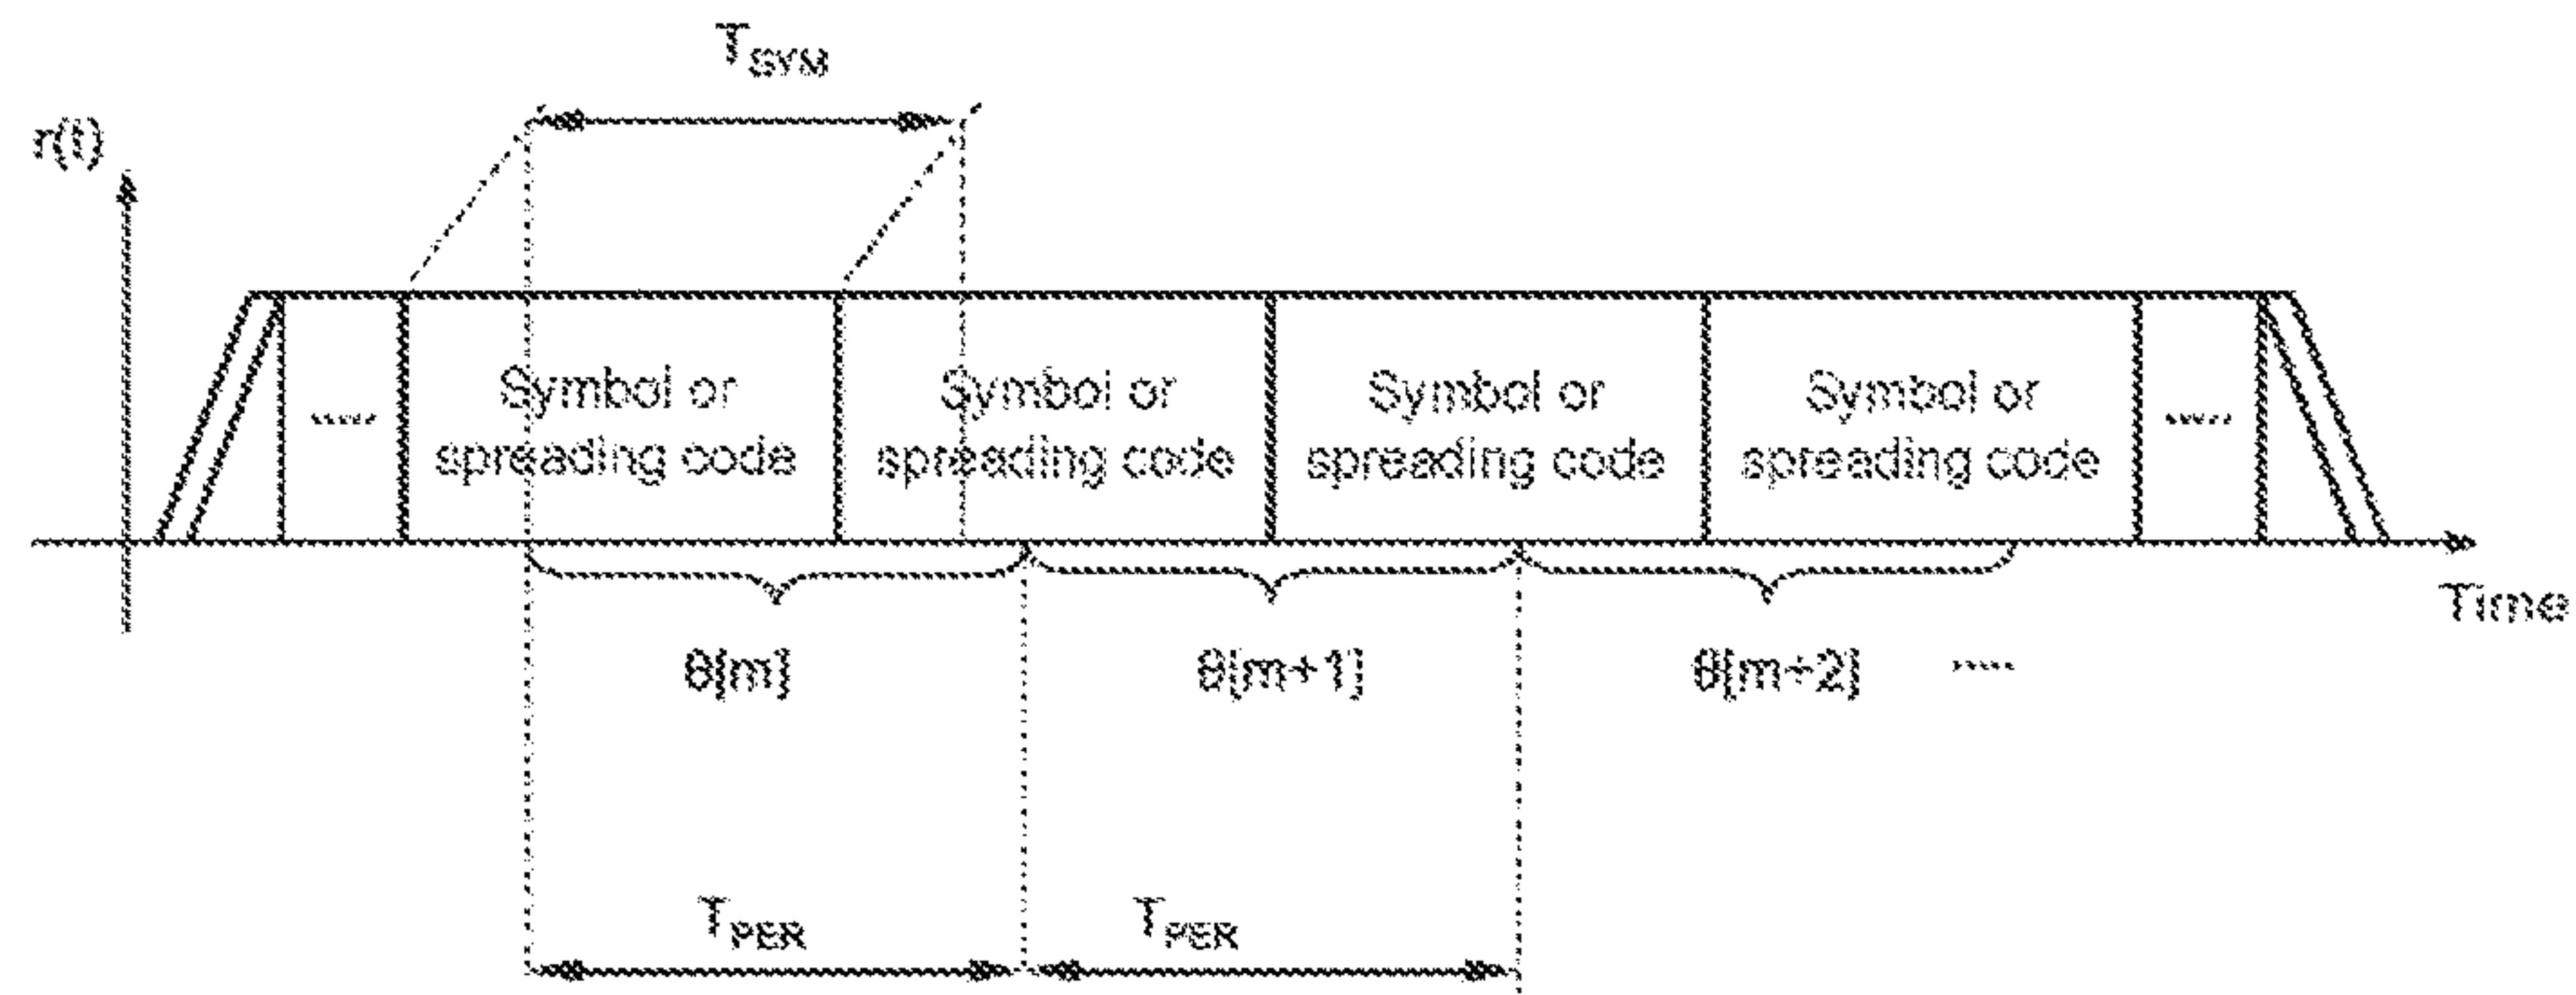 T_SYM
r(t)
Symbol or
spreading code
Symbol or
spreading code
Symbol or
spreading code
Symbol or
spreading code
.....
.....
Time
θ[m]
θ[m+1]
θ[m+2]
.....
T_PER
T_PER